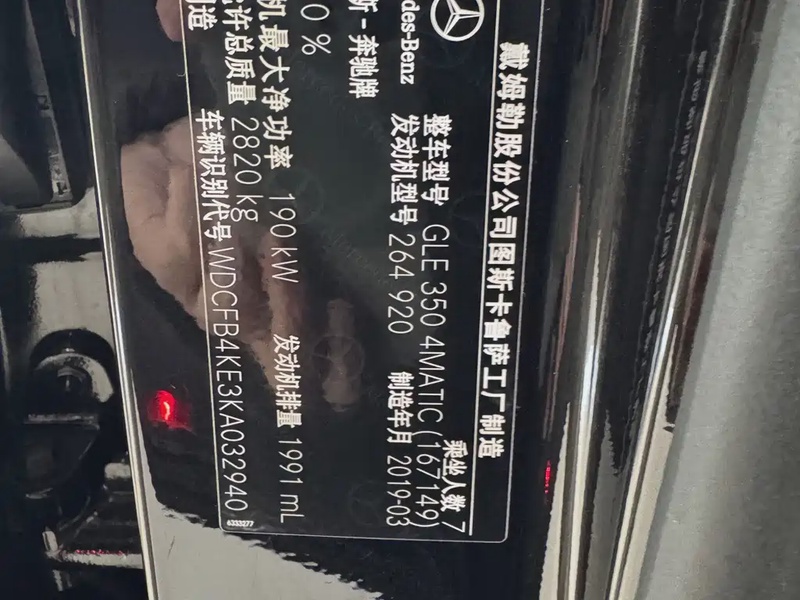 戴姆勒股份公司图斯卡鲁萨工厂制造
des-Benz
整车型号 GLE 350 4MATIC (167149)
乘坐人数 7
发动机型号 264 920
制造年月 2019-03
斯-奔驰牌
0 %
机最大净功率 190 kW
发动机排量 1991 mL
许总质量 2820 kg
车辆识别代号 WDCFB4KE3KA032940
制造
6333277